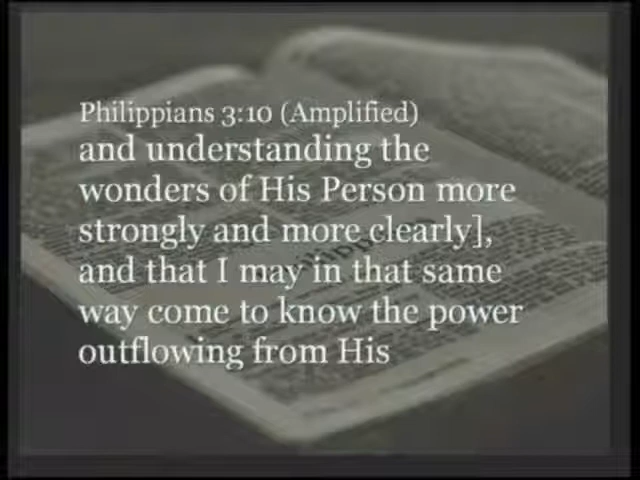 Philippians 3:10 (Amplified)
and understanding the
wonders of His Person more
strongly and more clearly],
and that I may in that same
way come to know the power
outflowing from His